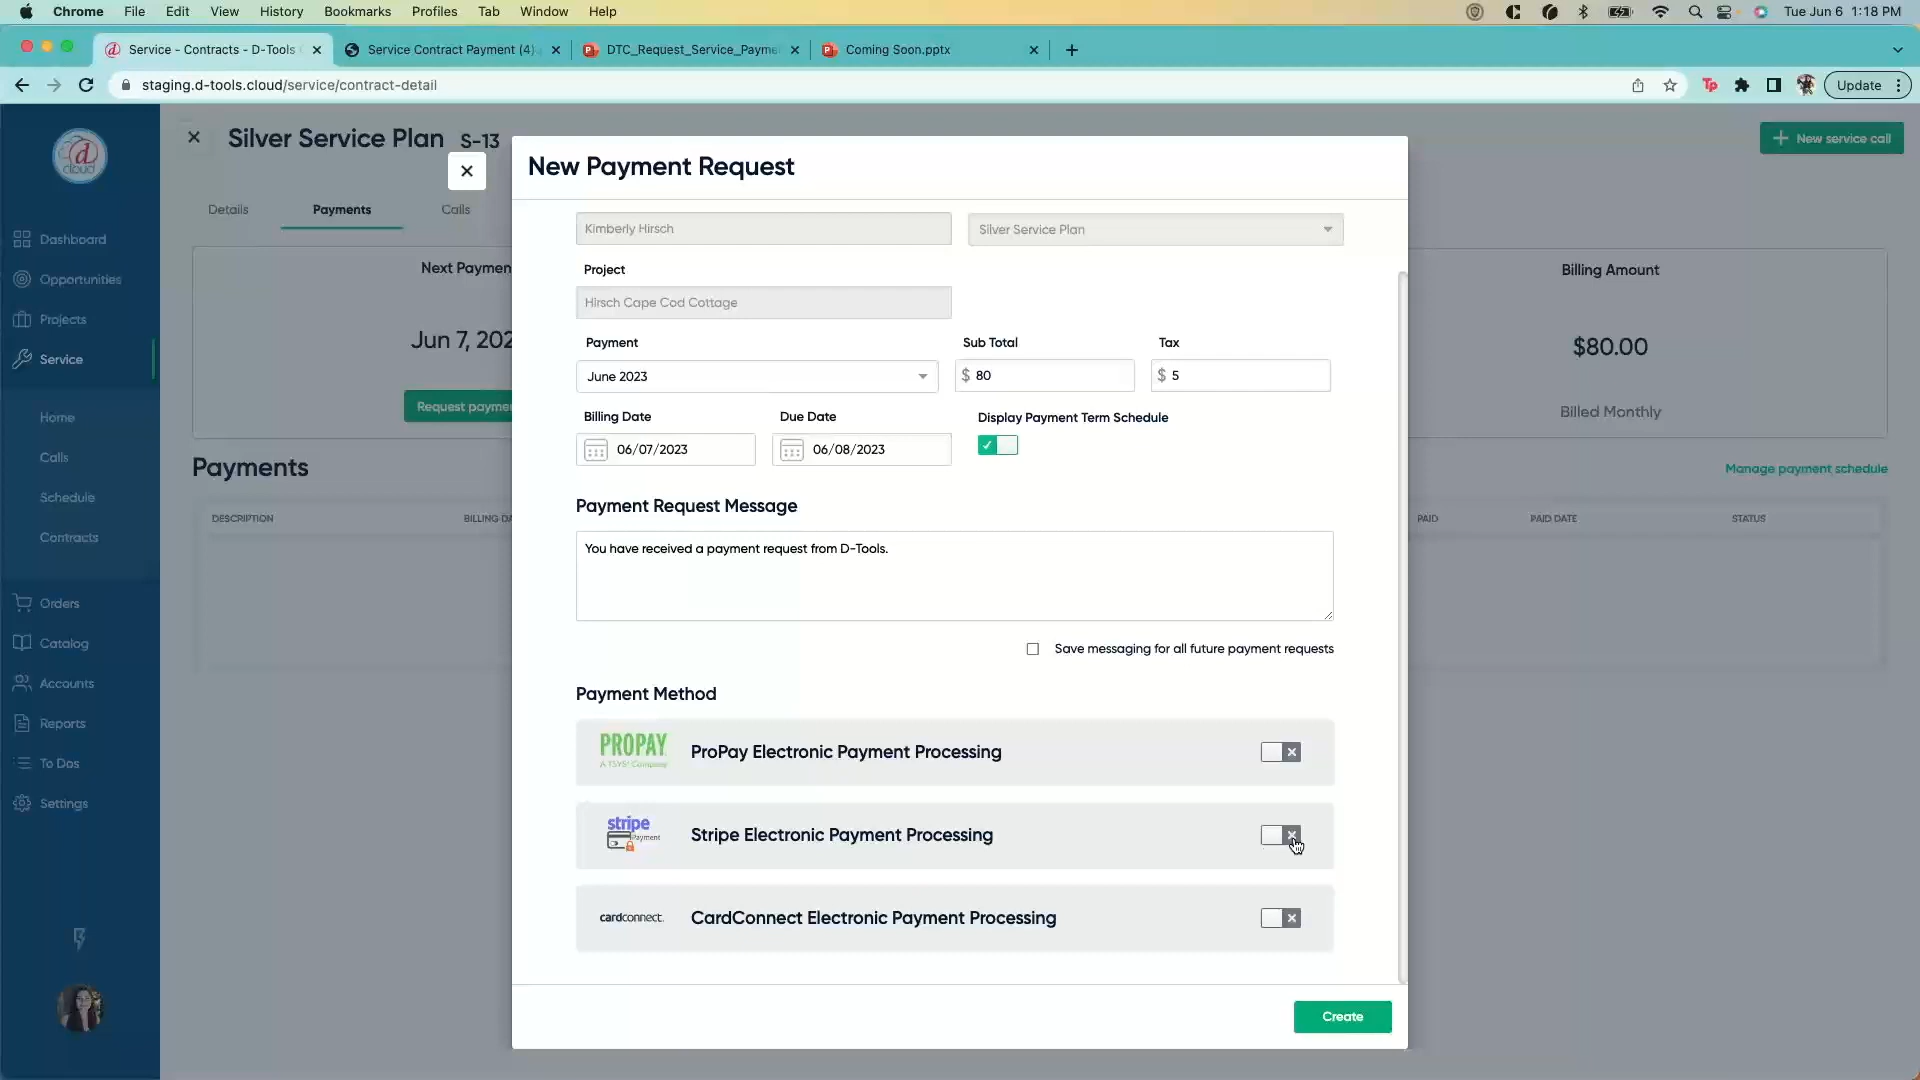 Chrome File Edit View History Bookmarks Profiles Tab Window Help Tue Jun 6 1:18 PM
Service - Contracts - D-Tools Service Contract Payment (4) DTC_Request_Service_Payme Coming Soon.pptx
staging.d-tools.cloud/service/contract-detail Tp Update
d cloud
Silver Service Plan S-13
New service call
Details Payments Calls
Dashboard
Opportunities
Projects
Service
Home
Calls
Schedule
Contracts
Orders
Catalog
Accounts
Reports
To Dos
Settings
Next Paymen
Jun 7, 202
Request payme
Billing Amount
$80.00
Billed Monthly
Payments
Manage payment schedule
DESCRIPTION BILLING DA PAID PAID DATE STATUS
New Payment Request
Kimberly Hirsch Silver Service Plan
Project
Hirsch Cape Cod Cottage
Payment Sub Total Tax
June 2023 $ 80 $ 5
Billing Date Due Date Display Payment Term Schedule
06/07/2023 06/08/2023
Payment Request Message
You have received a payment request from D-Tools.
Save messaging for all future payment requests
Payment Method
PROPAY ProPay Electronic Payment Processing
A TSYS Company
stripe Stripe Electronic Payment Processing
Payment
cardconnect. CardConnect Electronic Payment Processing
Create